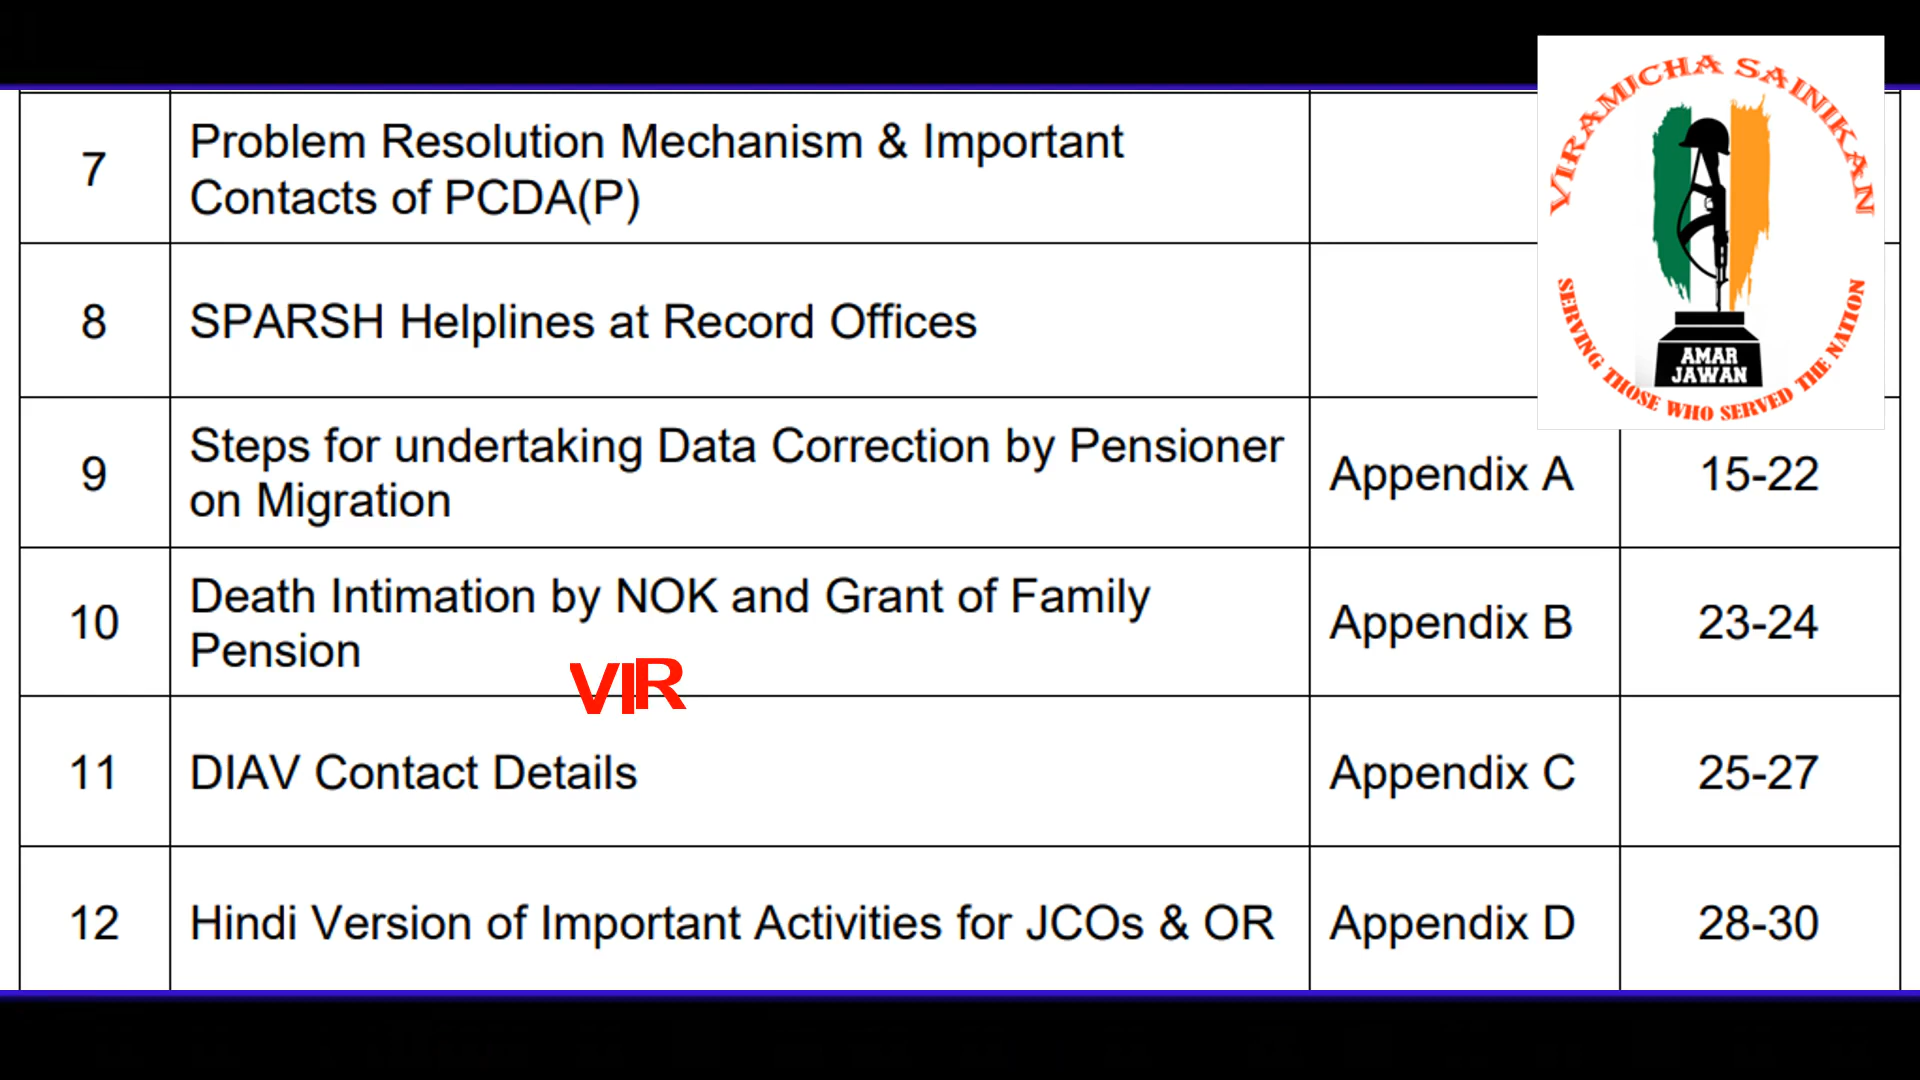 VIRAMICHA SAINIKAN
7
Problem Resolution Mechanism & Important
Contacts of PCDA(P)
8
SPARSH Helplines at Record Offices
AMAR
JAWAN
SERVING THOSE WHO SERVED THE NATION
9
Steps for undertaking Data Correction by Pensioner
on Migration
Appendix A
15-22
10
Death Intimation by NOK and Grant of Family
Pension
Appendix B
23-24
VIR
11
DIAV Contact Details
Appendix C
25-27
12
Hindi Version of Important Activities for JCOs & OR
Appendix D
28-30